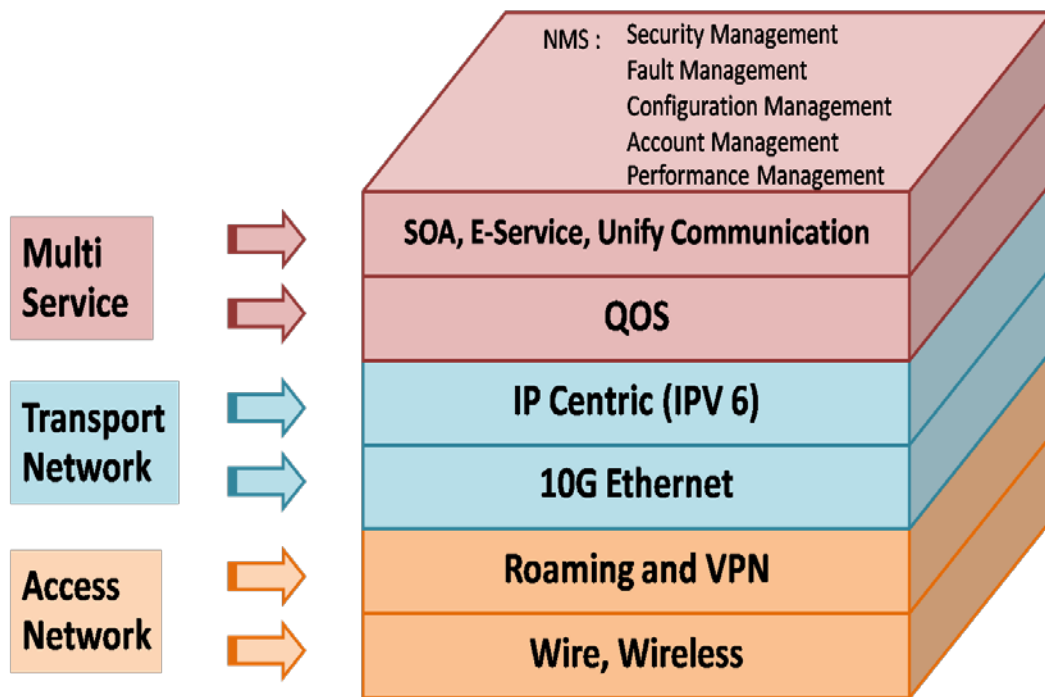 NMS : Security Management
Fault Management
Configuration Management
Account Management
Performance Management
Multi
Service
SOA, E-Service, Unify Communication
QOS
Transport
Network
IP Centric (IPV 6)
10G Ethernet
Access
Network
Roaming and VPN
Wire, Wireless